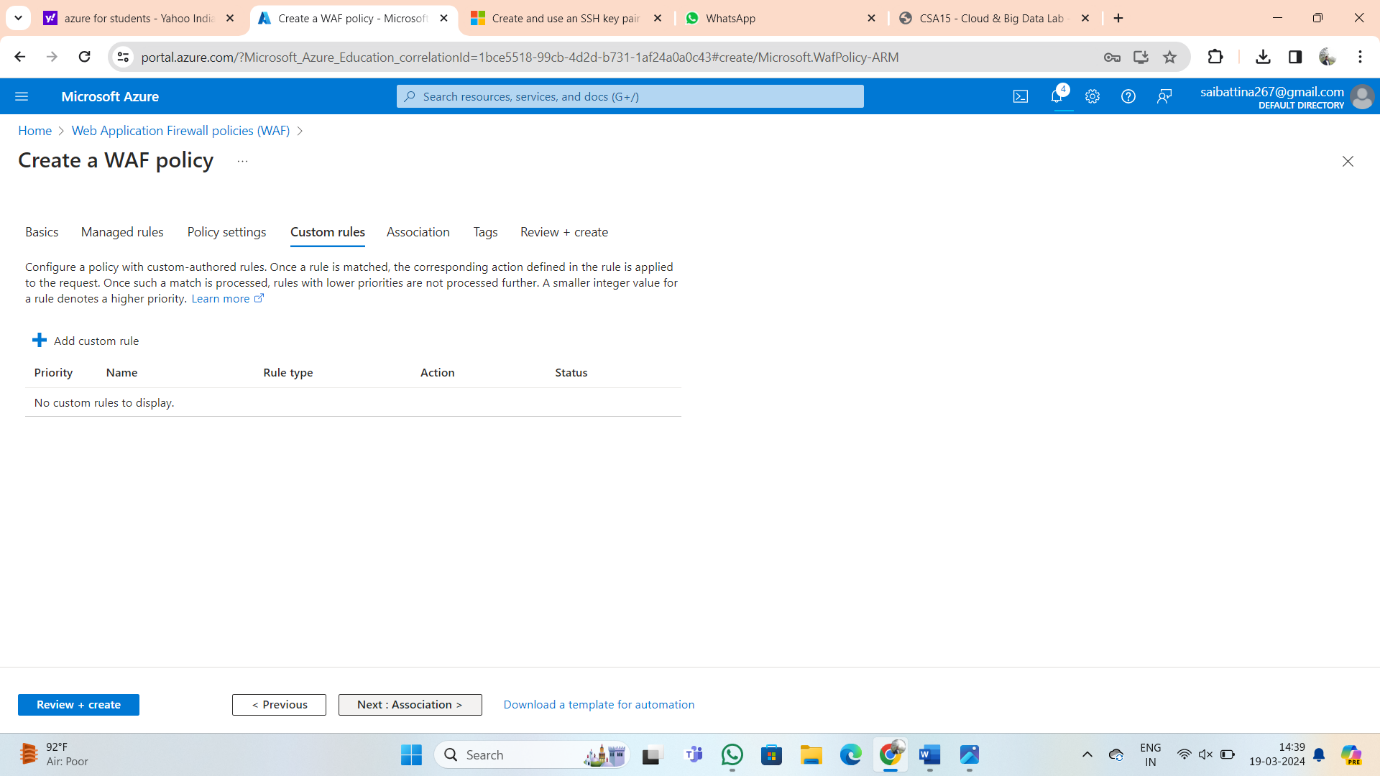 azure for students - Yahoo India
Create a WAF policy - Microsoft
Create and use an SSH key pair
WhatsApp
CSA15 - Cloud & Big Data Lab -
portal.azure.com/?Microsoft_Azure_Education_correlationId=1bce5518-99cb-4d2d-b731-1af24a0a0c43#create/Microsoft.WafPolicy-ARM
Microsoft Azure
Search resources, services, and docs (G+/)
4
saibattina267@gmail.com
DEFAULT DIRECTORY
Home > Web Application Firewall policies (WAF) >
Create a WAF policy ...
Basics Managed rules Policy settings Custom rules Association Tags Review + create
Configure a policy with custom-authored rules. Once a rule is matched, the corresponding action defined in the rule is applied
to the request. Once such a match is processed, rules with lower priorities are not processed further. A smaller integer value for
a rule denotes a higher priority. Learn more
Add custom rule
Priority Name Rule type Action Status
No custom rules to display.
Review + create < Previous Next : Association > Download a template for automation
92°F
Air: Poor
Search
ENG
IN
14:39
19-03-2024
PRE